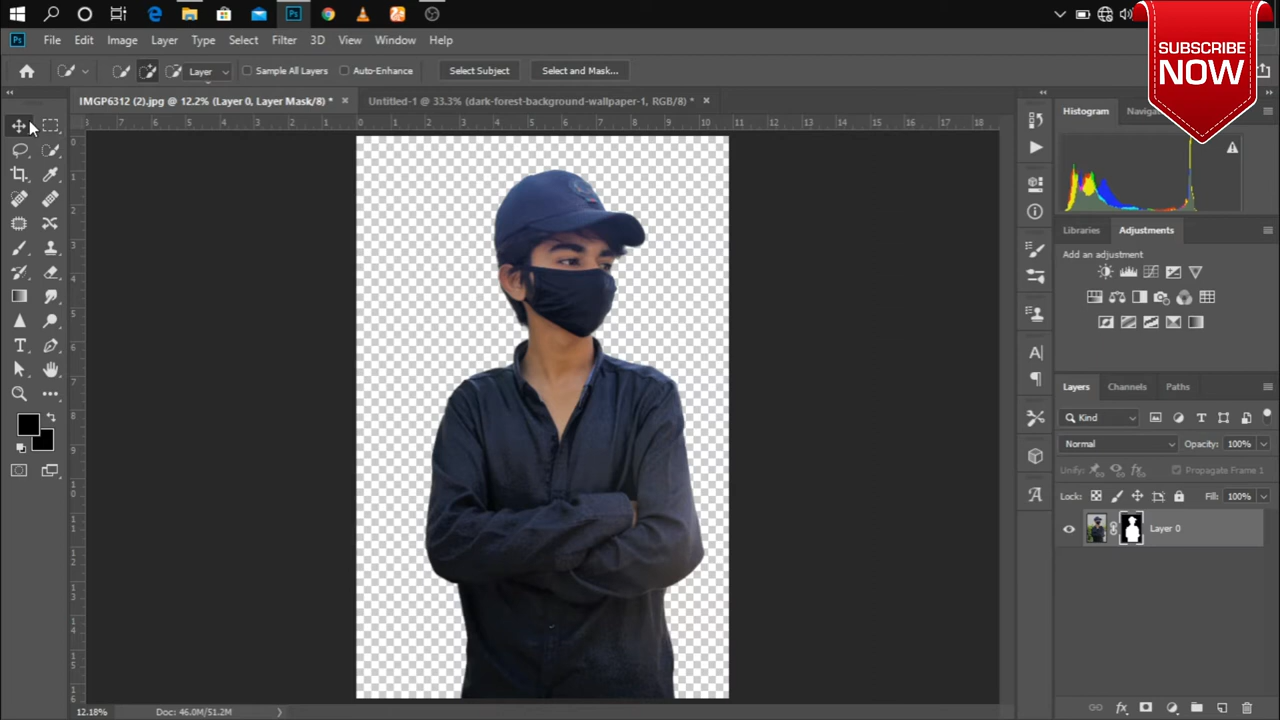 SUBSCRIBE
NOW
Ps
File Edit Image Layer Type Select Filter 3D View Window Help
Layer Sample All Layers Auto-Enhance Select Subject Select and Mask...
IMGP6312 (2).jpg @ 12.2% (Layer 0, Layer Mask/8) * × Untitled-1 @ 33.3% (dark-forest-background-wallpaper-1, RGB/8) * ×
Histogram
Libraries Adjustments
Add an adjustment
Layers Channels Paths
Kind
Normal Opacity: 100%
Unify: Propagate Frame 1
Lock: Fill: 100%
Layer 0
12.18% Doc: 46.0M/51.2M